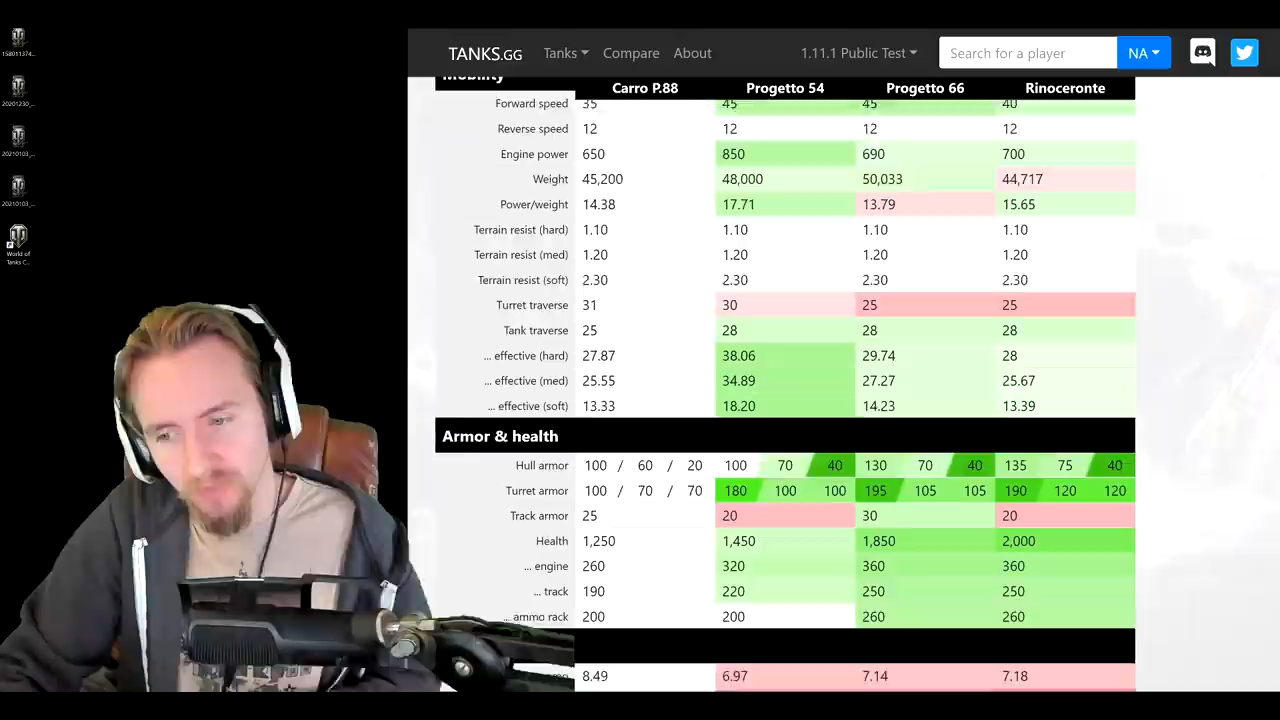 TANKS.GG Tanks Compare About 1.11.1 Public Test Search for a player NA
158011374...
20201230_...
20210103_...
20210103_...
World of
Tanks C...
Mobility
Carro P.88 Progetto 54 Progetto 66 Rinoceronte
Forward speed 35 45 45 40
Reverse speed 12 12 12 12
Engine power 650 850 690 700
Weight 45,200 48,000 50,033 44,717
Power/weight 14.38 17.71 13.79 15.65
Terrain resist (hard) 1.10 1.10 1.10 1.10
Terrain resist (med) 1.20 1.20 1.20 1.20
Terrain resist (soft) 2.30 2.30 2.30 2.30
Turret traverse 31 30 25 25
Tank traverse 25 28 28 28
... effective (hard) 27.87 38.06 29.74 28
... effective (med) 25.55 34.89 27.27 25.67
... effective (soft) 13.33 18.20 14.23 13.39
Armor & health
Hull armor 100 / 60 / 20 100 70 40 130 70 40 135 75 40
Turret armor 100 / 70 / 70 180 100 100 195 105 105 190 120 120
Track armor 25 20 30 20
Health 1,250 1,450 1,850 2,000
... engine 260 320 360 360
... track 190 220 250 250
... ammo rack 200 200 260 260
8.49 6.97 7.14 7.18